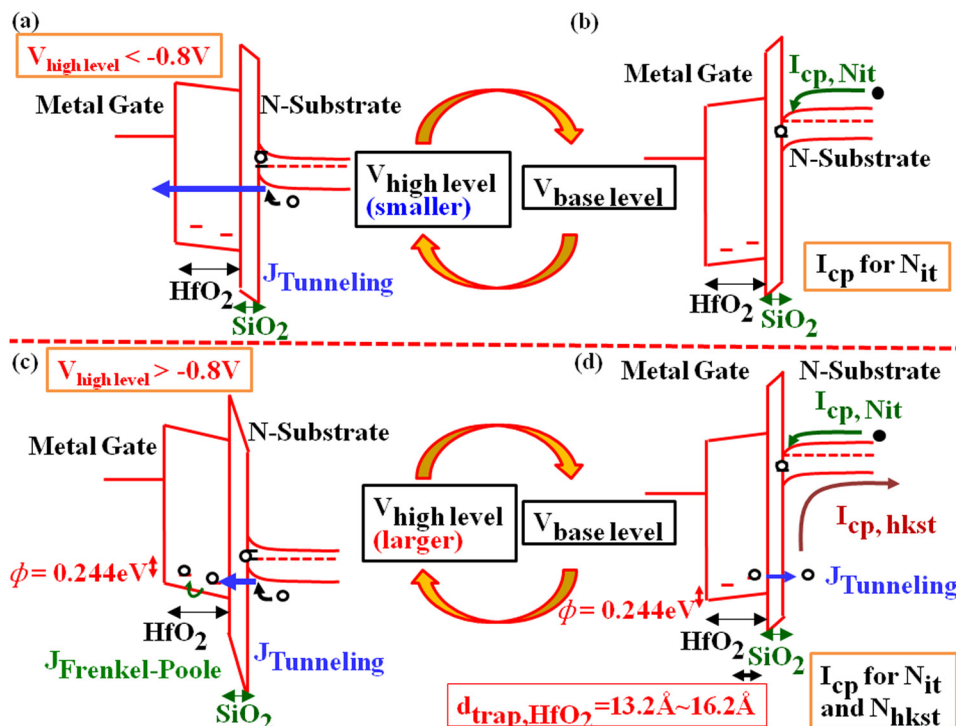 (a)
V_high level < -0.8V
Metal Gate
N-Substrate
HfO₂
SiO₂
J_Tunneling
V_high level
(smaller)
V_base level
(b)
Metal Gate
I_cp, Nit
N-Substrate
HfO₂
SiO₂
I_cp for N_it
(c)
V_high level > -0.8V
Metal Gate
N-Substrate
ϕ = 0.244eV
HfO₂
J_Frenkel-Poole
SiO₂
J_Tunneling
V_high level
(larger)
V_base level
(d)
Metal Gate
N-Substrate
I_cp, Nit
I_cp, hkst
J_Tunneling
ϕ = 0.244eV
HfO₂
SiO₂
d_trap,HfO₂ =13.2Å~16.2Å
I_cp for N_it
and N_hkst